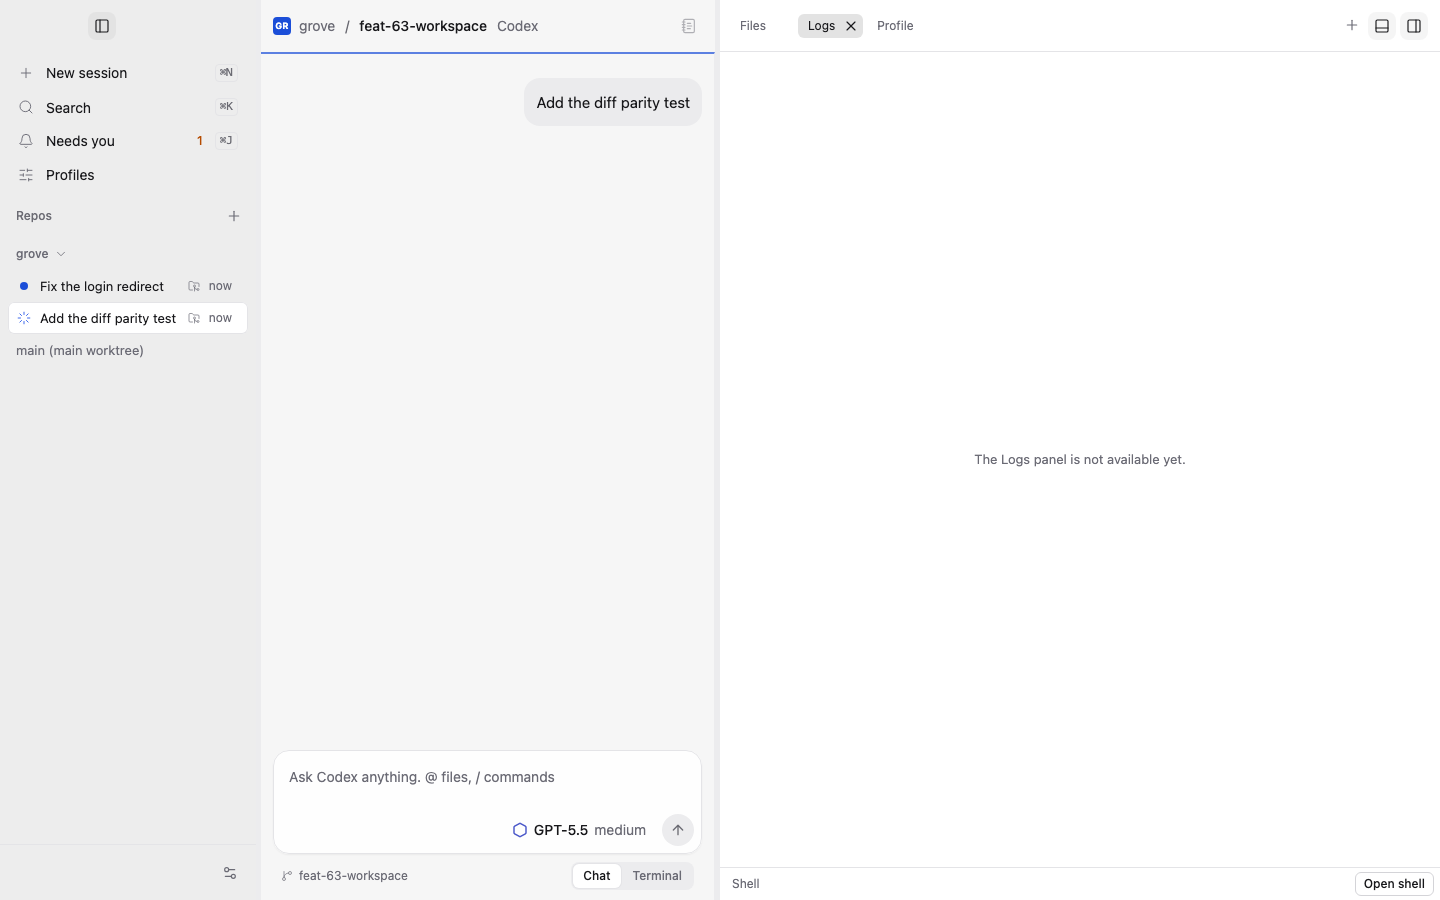 New session ⌘N
Search ⌘K
Needs you 1 ⌘J
Profiles
Repos
grove
Fix the login redirect now
Add the diff parity test now
main (main worktree)
GR grove / feat-63-workspace Codex
Add the diff parity test
Ask Codex anything. @ files, / commands
GPT-5.5 medium
feat-63-workspace
Chat Terminal
Files Logs Profile
The Logs panel is not available yet.
Shell Open shell